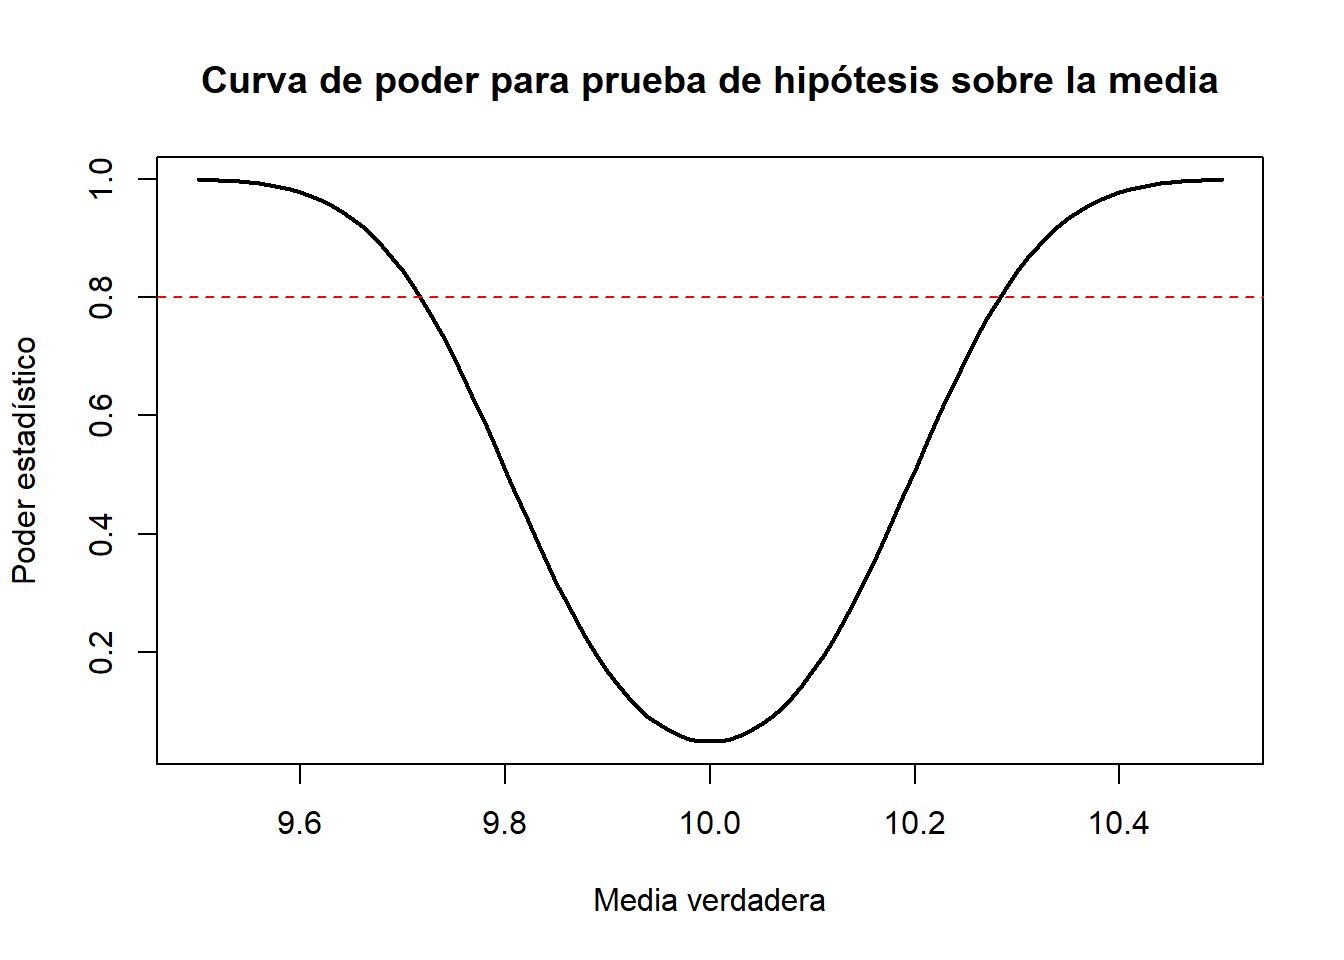 Curva de poder para prueba de hipótesis sobre la media
1.0
0.8
0.6
0.4
0.2
Poder estadístico
9.6 9.8 10.0 10.2 10.4
Media verdadera